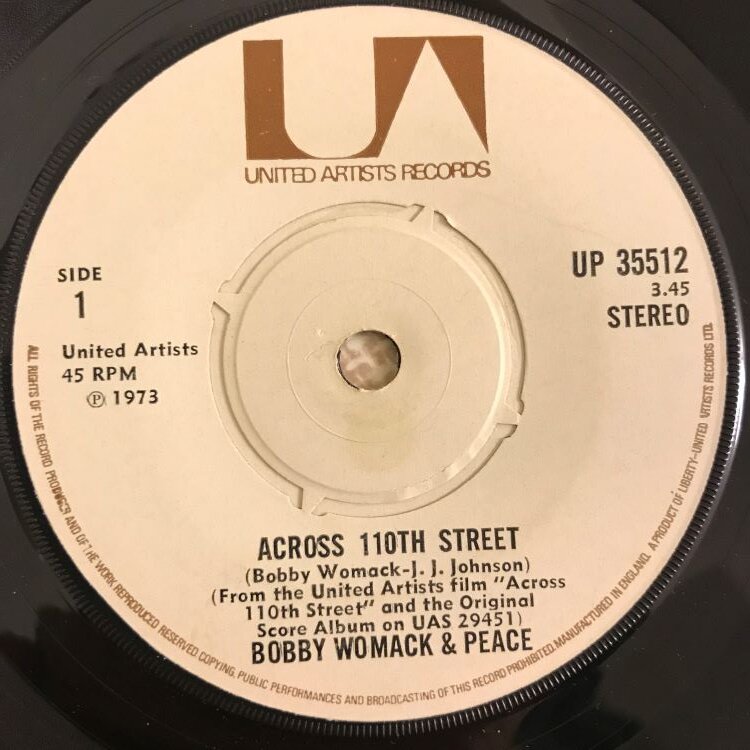 UNITED ARTISTS RECORDS
SIDE
1
United Artists
45 RPM
Ⓟ 1973
UP 35512
3.45
STEREO
ACROSS 110TH STREET
(Bobby Womack-J. J. Johnson)
(From the United Artists film "Across
110th Street" and the Original
Score Album on UAS 29451)
BOBBY WOMACK & PEACE
ALL RIGHTS OF THE RECORD PRODUCER AND OF THE WORK REPRODUCED RESERVED. COPYING, PUBLIC PERFORMANCES AND BROADCASTING OF THIS RECORD PROHIBITED. MANUFACTURED IN ENGLAND. A PRODUCT OF LIBERTY-UNITED ARTISTS RECORDS LTD.